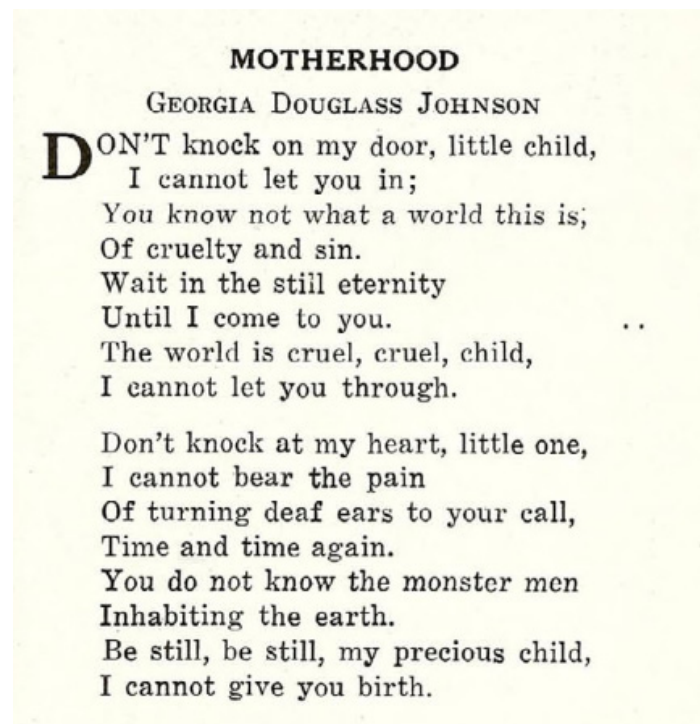 MOTHERHOOD
GEORGIA DOUGLASS JOHNSON
DON'T knock on my door, little child,
I cannot let you in;
You know not what a world this is;
Of cruelty and sin.
Wait in the still eternity
Until I come to you.
The world is cruel, cruel, child,
I cannot let you through.
Don't knock at my heart, little one,
I cannot bear the pain
Of turning deaf ears to your call,
Time and time again.
You do not know the monster men
Inhabiting the earth.
Be still, be still, my precious child,
I cannot give you birth.